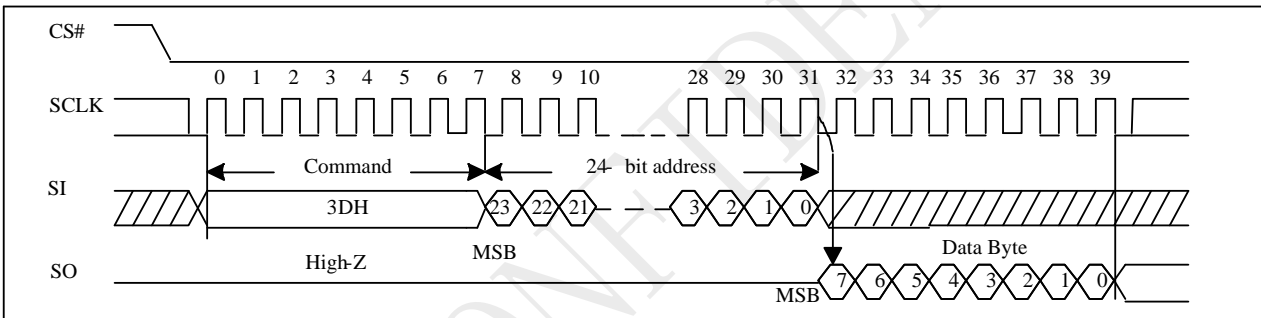 CS#
0 1 2 3 4 5 6 7 8 9 10 28 29 30 31 32 33 34 35 36 37 38 39
SCLK
Command 24- bit address
SI
3DH 23 22 21 3 2 1 0
MSB Data Byte
High-Z
SO
7 6 5 4 3 2 1 0
MSB